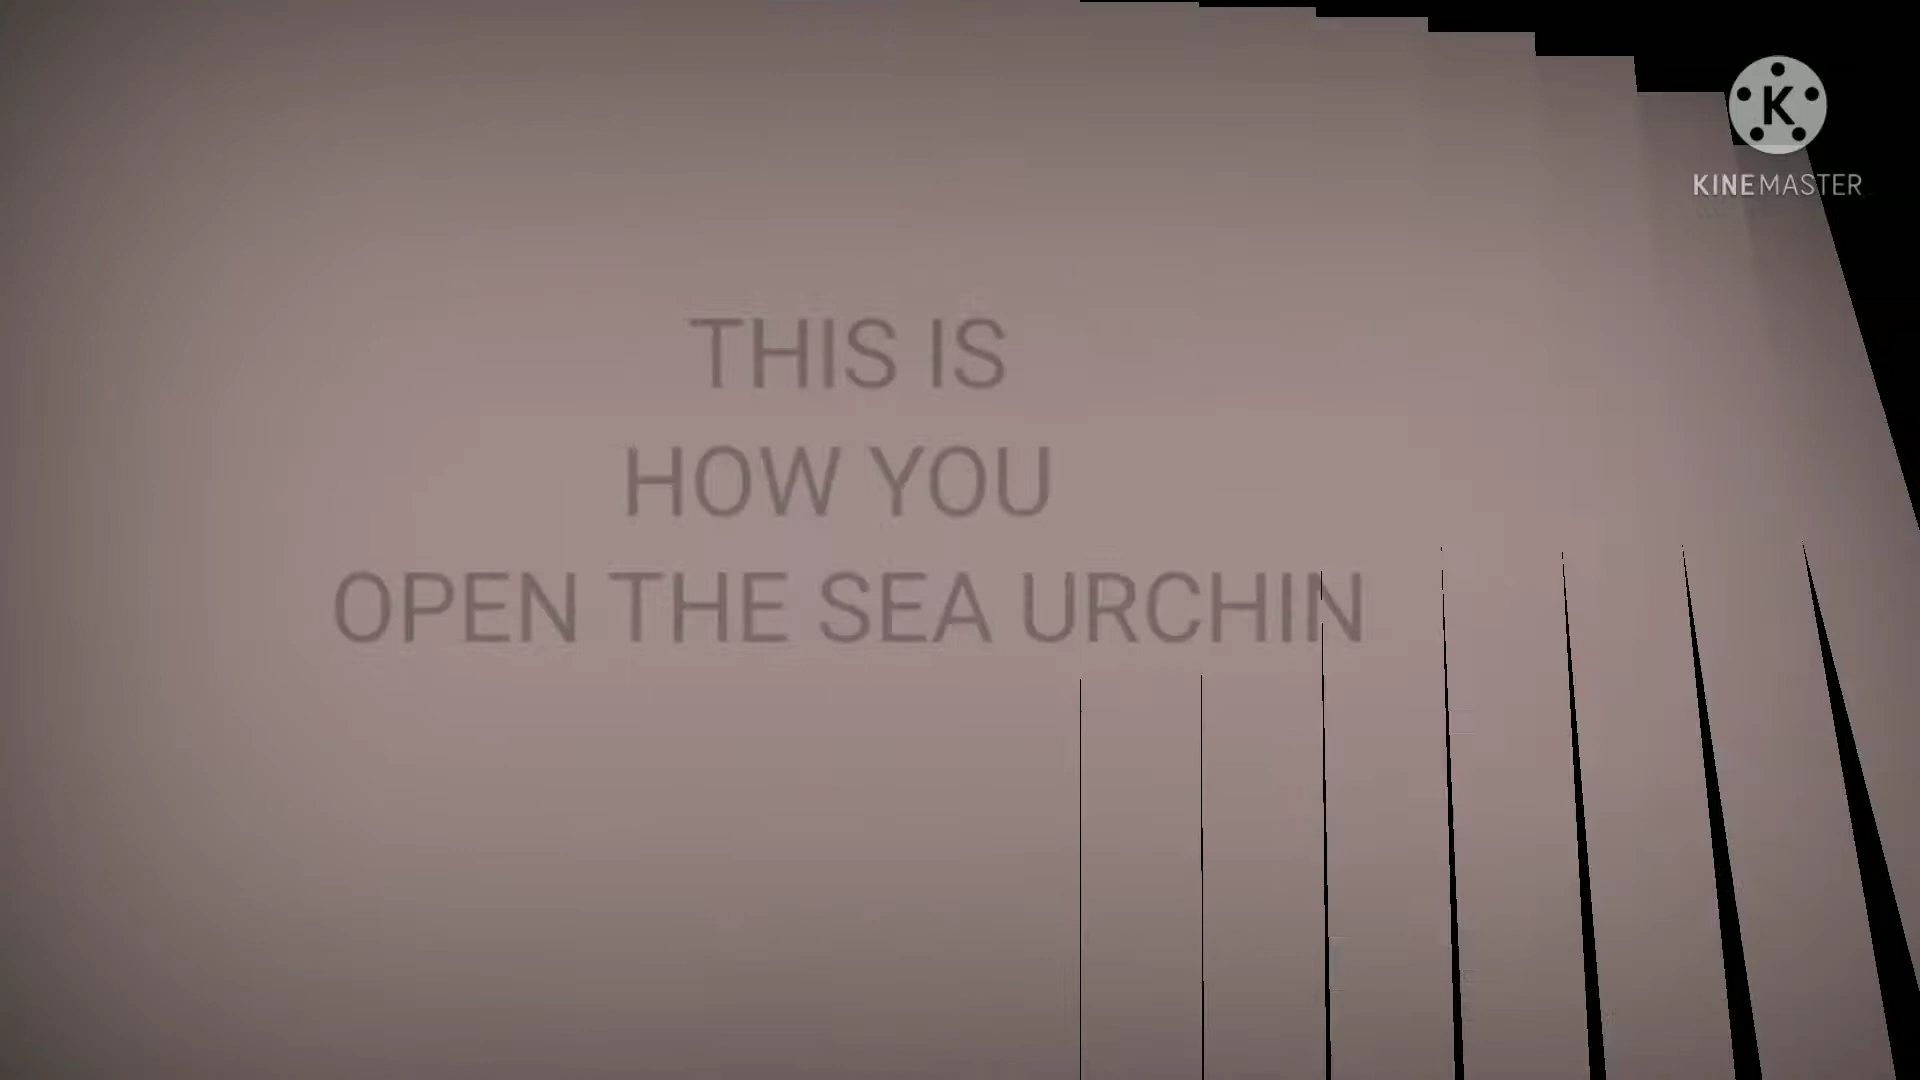 THIS IS
HOW YOU
OPEN THE SEA URCHIN
K
KINEMASTER